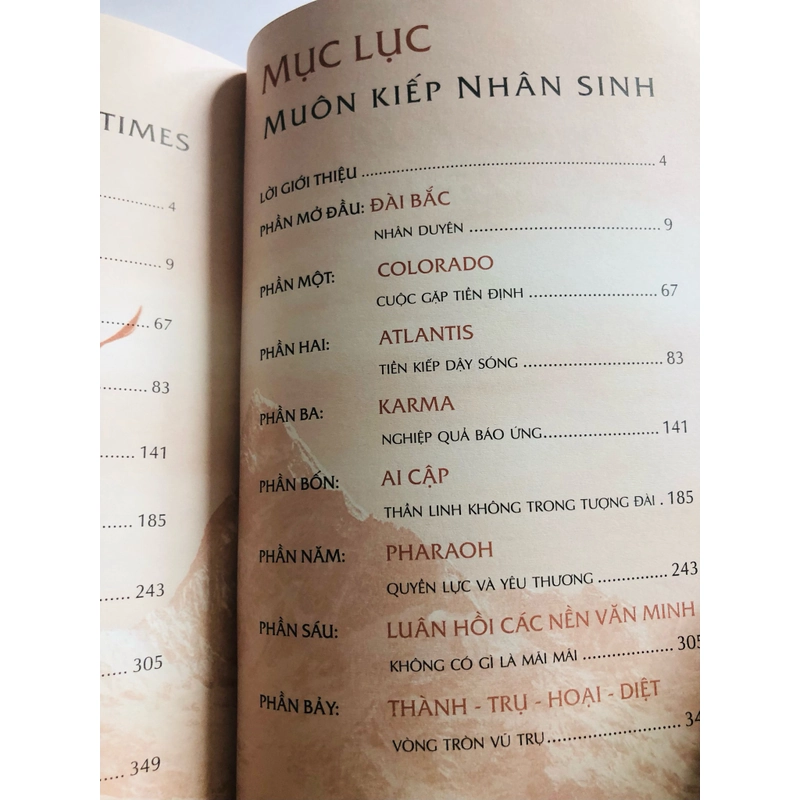 TIMES
4
9
67
83
141
185
243
305
349
MỤC LỤC
MUÔN KIẾP NHÂN SINH
LỜI GIỚI THIỆU 4
PHẦN MỞ ĐẦU: ĐÀI BẮC
NHÂN DUYÊN 9
PHẦN MỘT: COLORADO
CUỘC GẶP TIỀN ĐỊNH 67
PHẦN HAI: ATLANTIS
TIỀN KIẾP DẬY SÓNG 83
PHẦN BA: KARMA
NGHIỆP QUẢ BÁO ỨNG 141
PHẦN BỐN: AI CẬP
THẦN LINH KHÔNG TRONG TƯỢNG ĐÀI . 185
PHẦN NĂM: PHARAOH
QUYỀN LỰC VÀ YÊU THƯƠNG 243
PHẦN SÁU: LUÂN HỒI CÁC NỀN VĂN MINH
KHÔNG CÓ GÌ LÀ MÃI MÃI 305
PHẦN BẢY: THÀNH - TRỤ - HOẠI - DIỆT
VÒNG TRÒN VŨ TRỤ 34